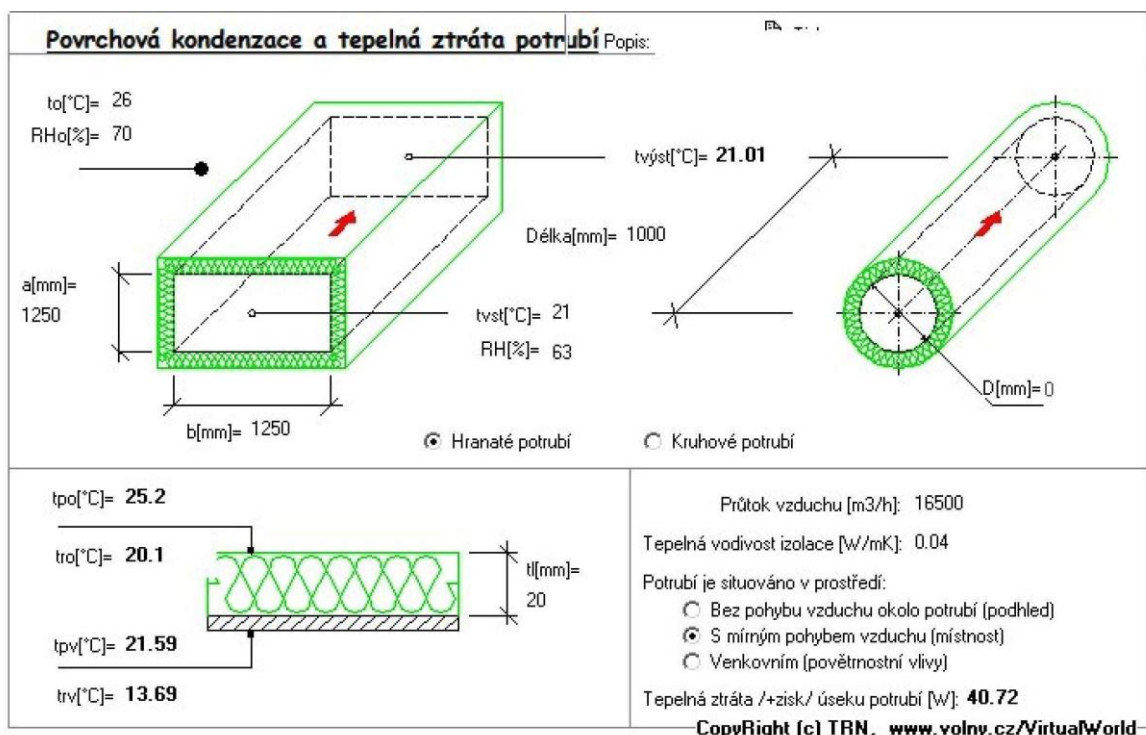 Povrchová kondenzace a tepelná ztráta potrubí Popis:
to[°C]= 26
RHo[%]= 70
tvýst[°C]= 21.01
Délka[mm]= 1000
a[mm]=
1250
tvst[°C]= 21
RH[%]= 63
D[mm]=0
b[mm]= 1250
Hranaté potrubí
Kruhové potrubí
tpo[°C]= 25.2
tro[°C]= 20.1
tl[mm]=
20
tpv[°C]= 21.59
trv[°C]= 13.69
Průtok vzduchu [m3/h]: 16500
Tepelná vodivost izolace [W/mK]: 0.04
Potrubí je situováno v prostředí:
Bez pohybu vzduchu okolo potrubí (podhled)
S mírným pohybem vzduchu (místnost)
Venkovním (povětrnostní vlivy)
Tepelná ztráta /+zisk/ úseku potrubí [W]: 40.72
CopyRight (c) TRN, www.volny.cz/VirtualWorld